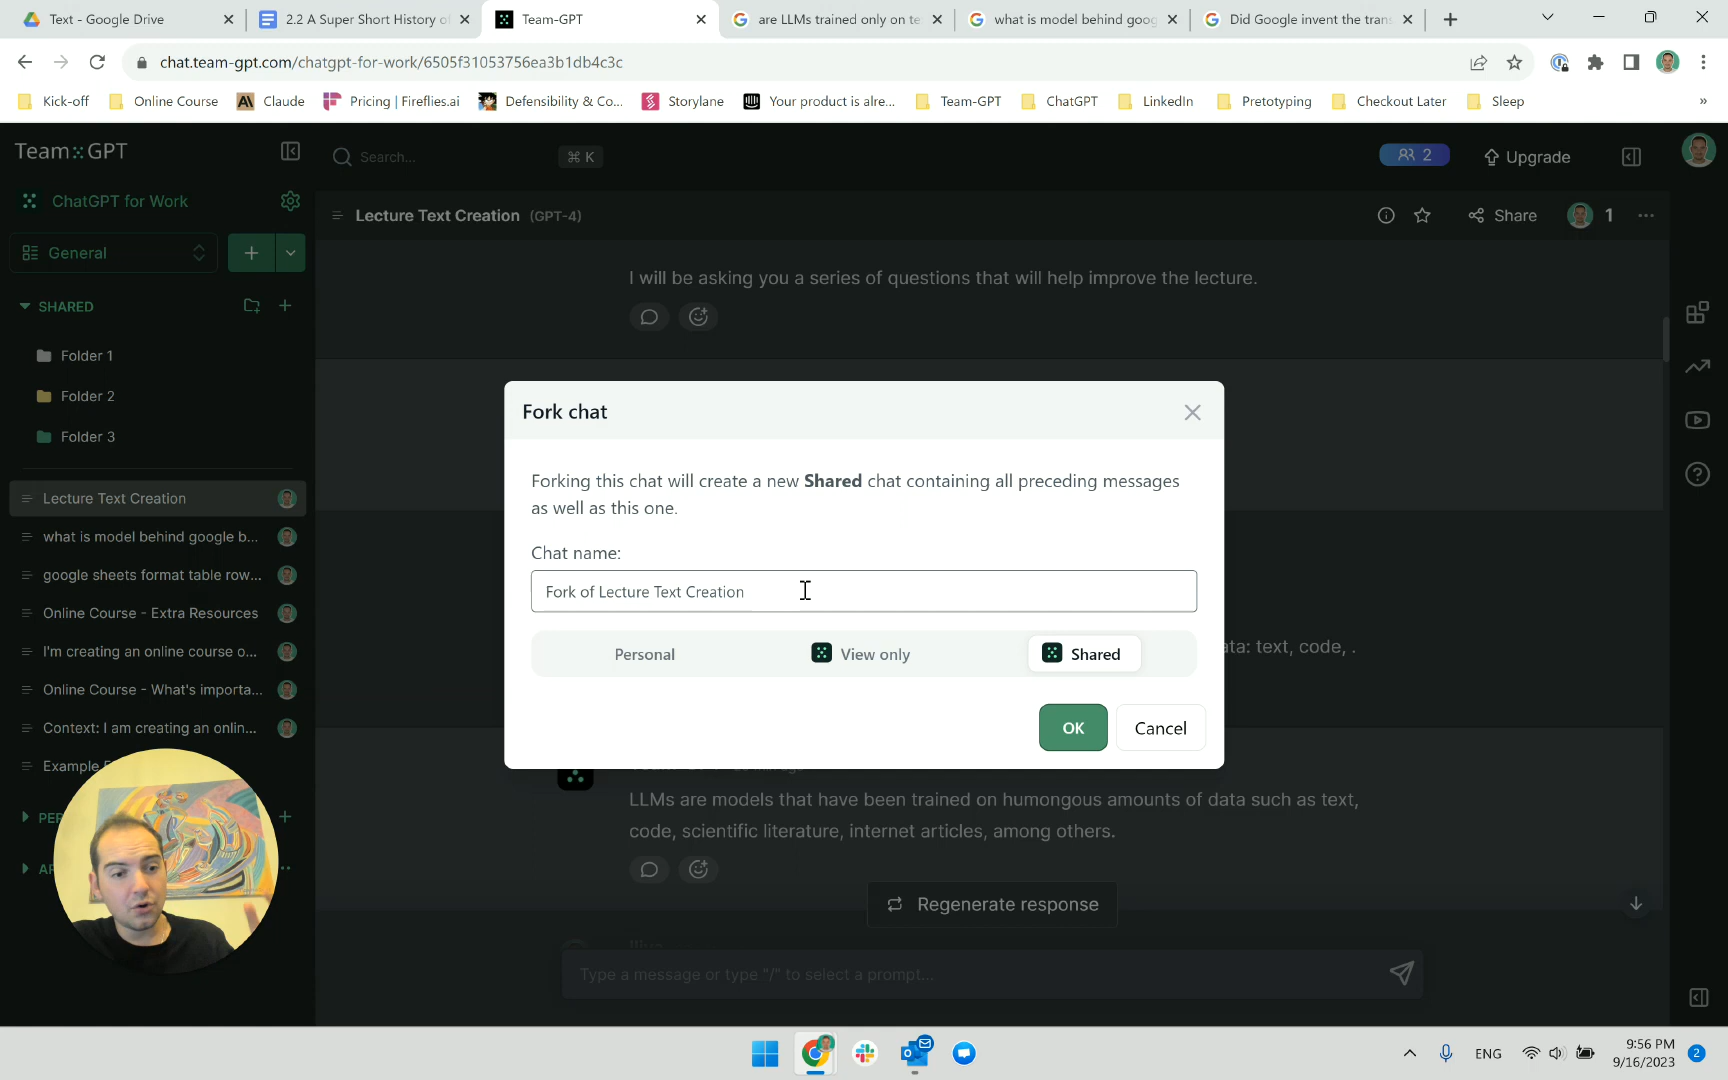 Text - Google Drive
2.2 A Super Short History of
Team-GPT
are LLMs trained only on te
what is model behind goog
Did Google invent the trans
chat.team-gpt.com/chatgpt-for-work/6505f31053756ea3b1db4c3c
Kick-off
Online Course
Claude
Pricing | Fireflies.ai
Defensibility & Co...
Storylane
Your product is alre...
Team-GPT
ChatGPT
LinkedIn
Pretotyping
Checkout Later
Sleep
»
Team GPT
Search...
⌘ K
2
Upgrade
ChatGPT for Work
Lecture Text Creation (GPT-4)
Share
1
General
I will be asking you a series of questions that will help improve the lecture.
SHARED
Folder 1
Folder 2
Folder 3
Lecture Text Creation
what is model behind google b...
google sheets format table row...
Online Course - Extra Resources
I'm creating an online course o...
Online Course - What's importa...
Context: I am creating an onlin...
Example
Fork chat
Forking this chat will create a new Shared chat containing all preceding messages
as well as this one.
Chat name:
Fork of Lecture Text Creation
Personal
View only
Shared
OK
Cancel
ata: text, code, .
LLMs are models that have been trained on humongous amounts of data such as text,
code, scientific literature, internet articles, among others.
Regenerate response
Type a message or type "/" to select a prompt...
ENG
9:56 PM
9/16/2023
2